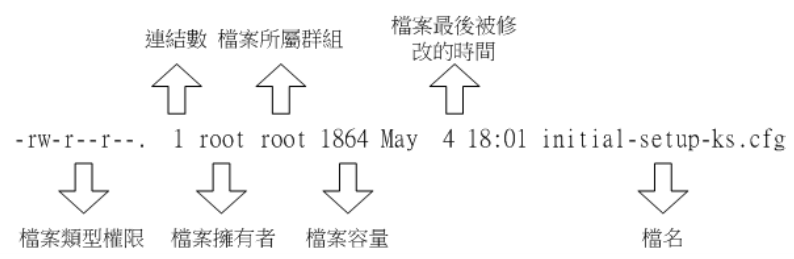 連結數 檔案所屬群組 檔案最後被修
改的時間
-rw-r--r--. 1 root root 1864 May 4 18:01 initial-setup-ks.cfg
檔案類型權限 檔案擁有者 檔案容量 檔名